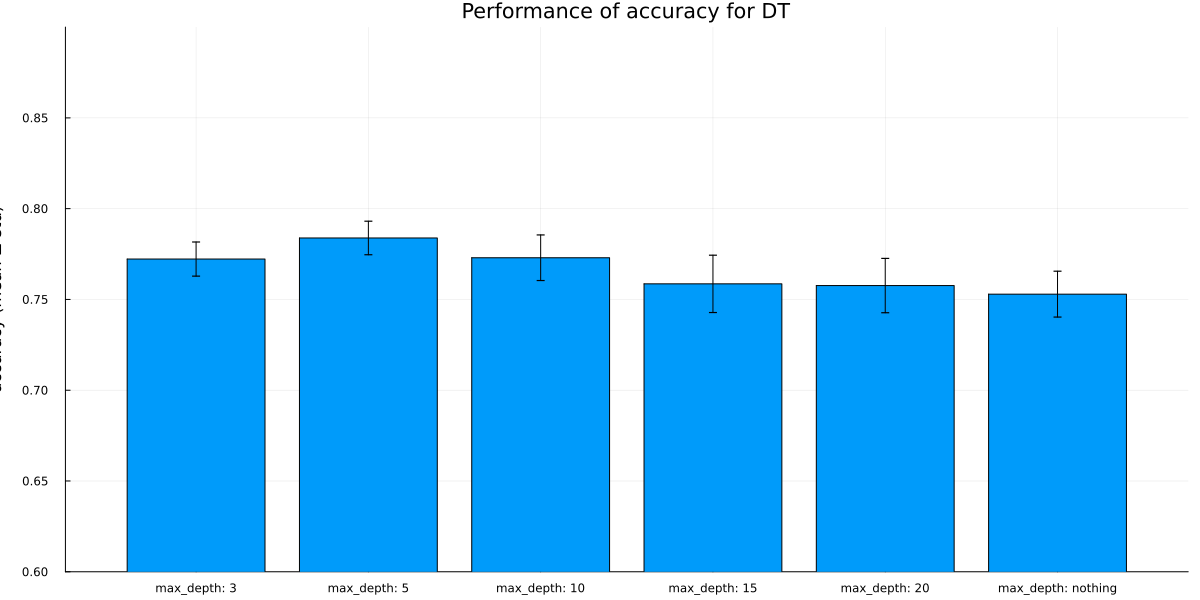 Performance of accuracy for DT
0.85
0.80
0.75
0.70
0.65
0.60
max_depth: 3
max_depth: 5
max_depth: 10
max_depth: 15
max_depth: 20
max_depth: nothing